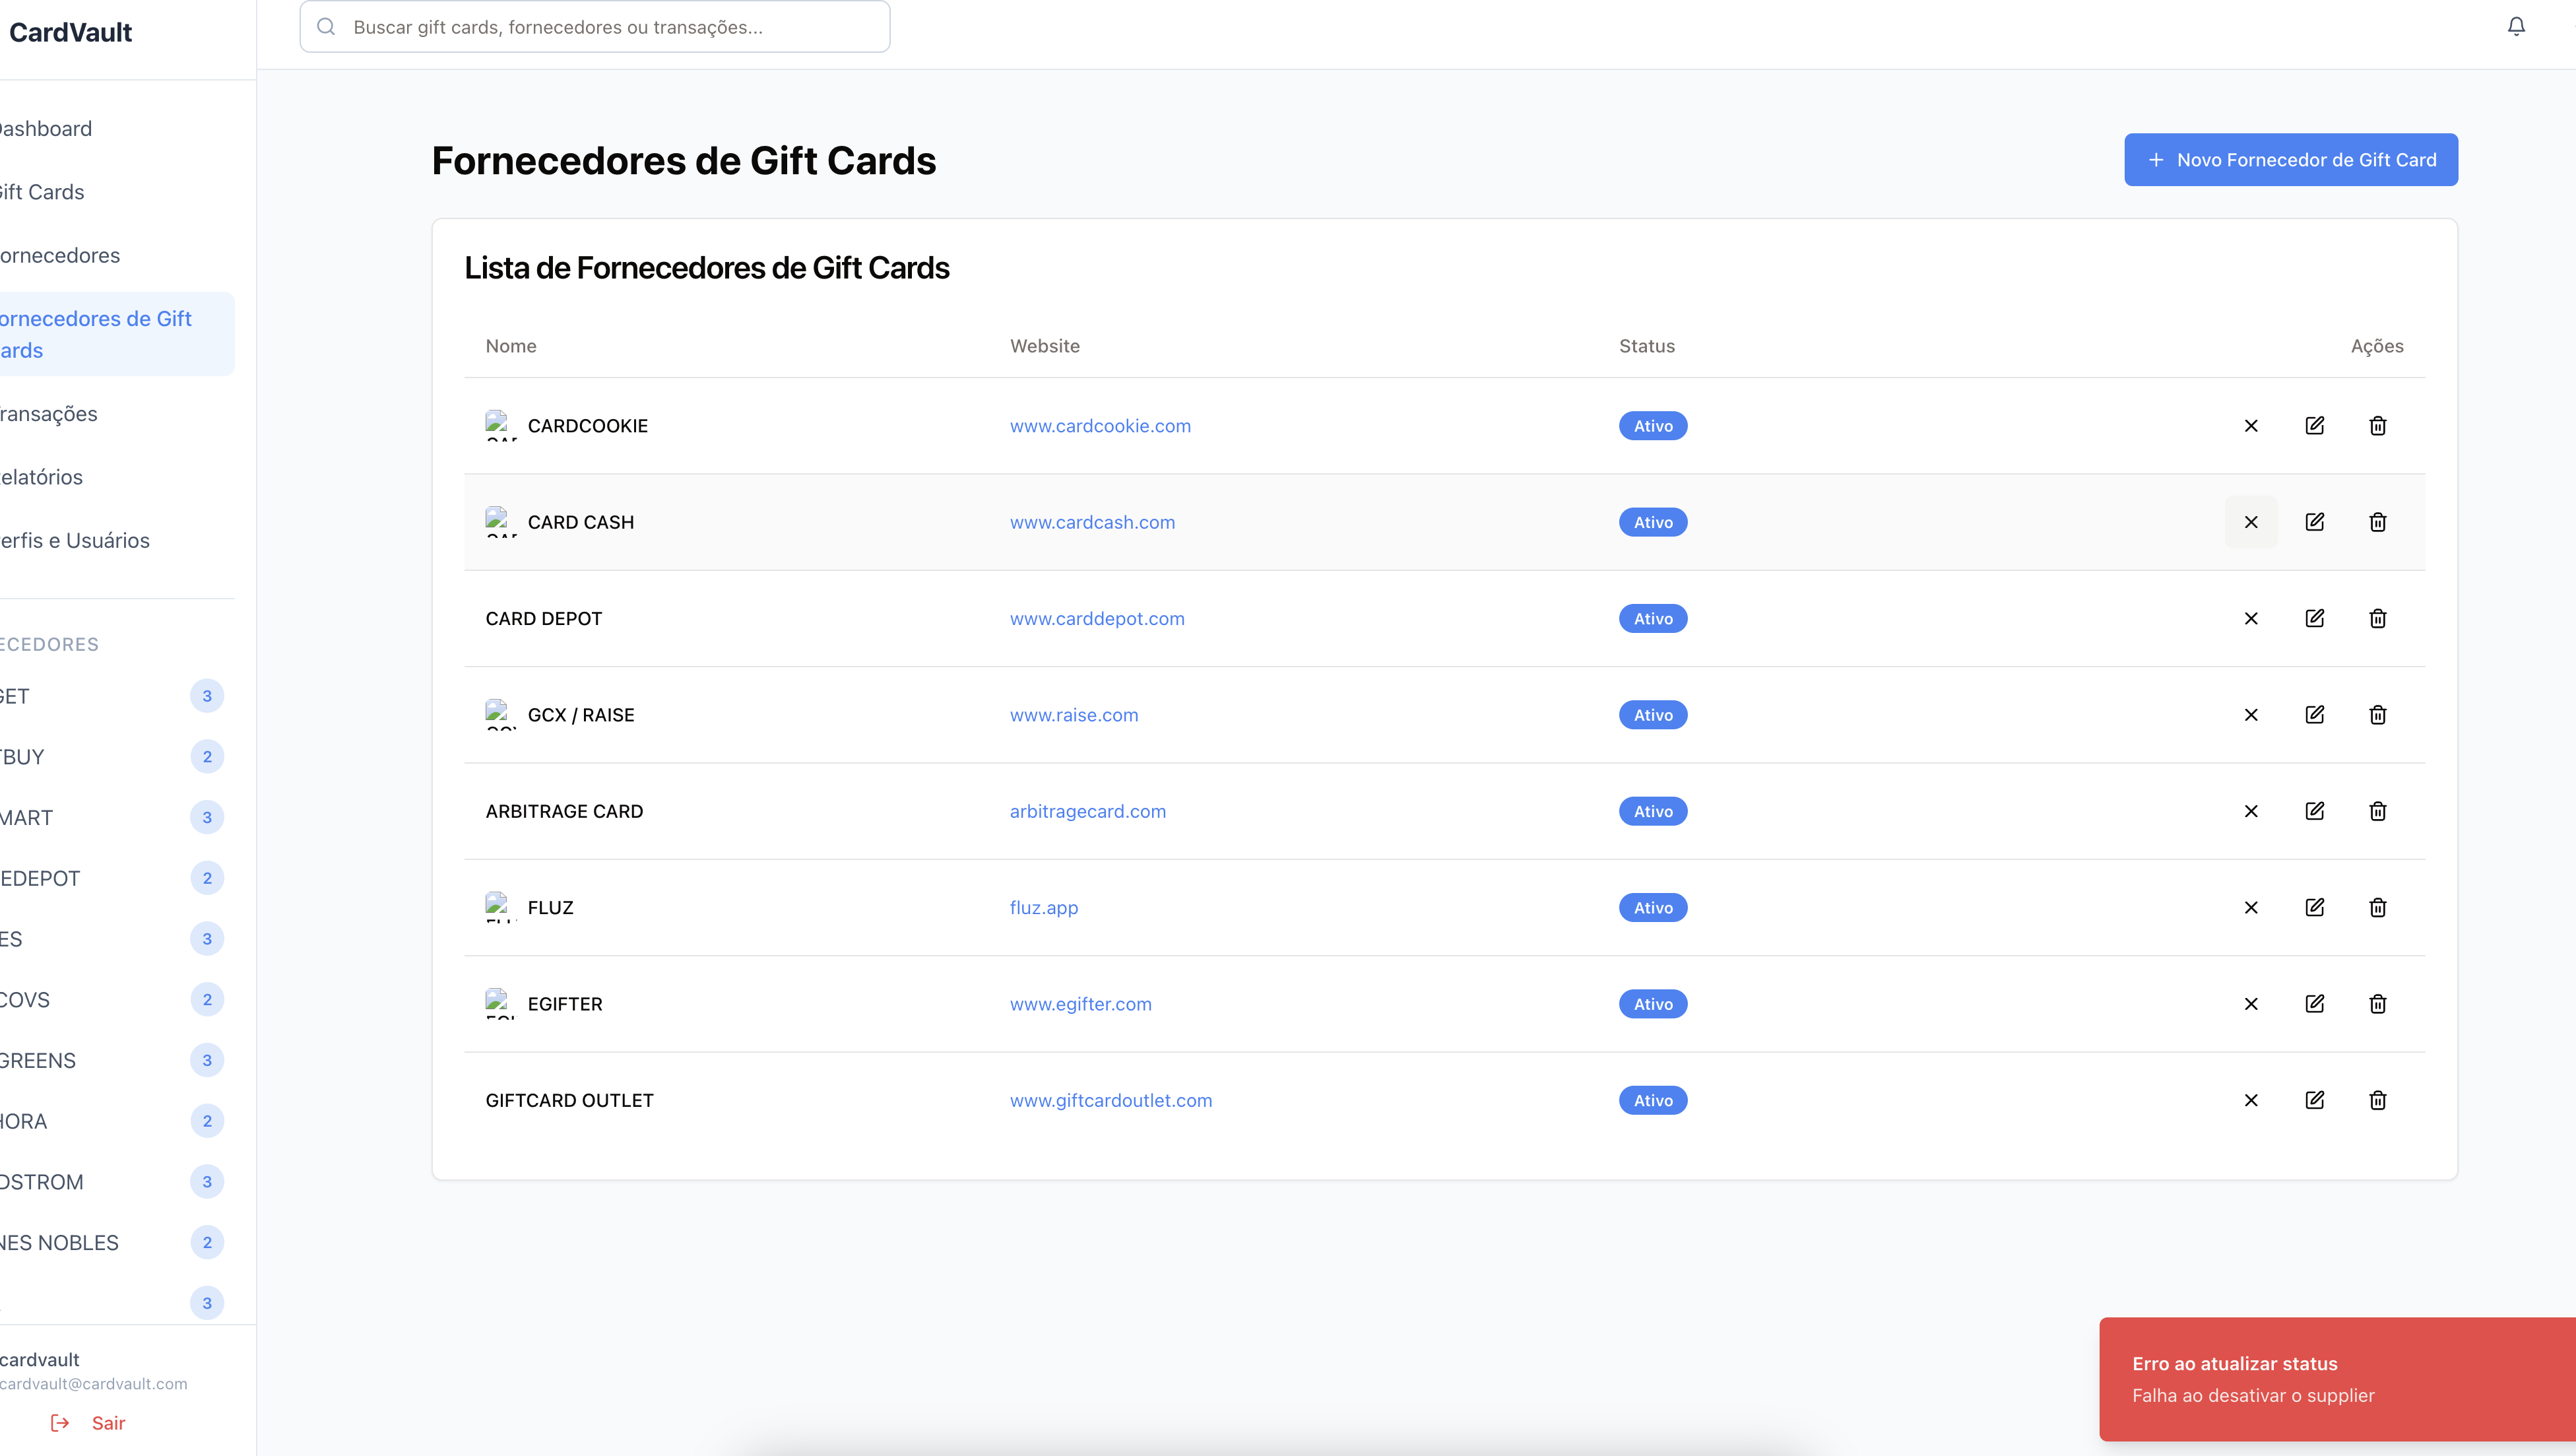 CardVault
Buscar gift cards, fornecedores ou transações...
ashboard
ift Cards
ornecedores
ornecedores de Gift
ards
ransações
elatórios
erfis e Usuários
ECEDORES
GET 3
TBUY 2
MART 3
EDEPOT 2
ES 3
COVS 2
GREENS 3
HORA 2
DSTROM 3
NES NOBLES 2
3
cardvault
cardvault@cardvault.com
Sair
Fornecedores de Gift Cards
+ Novo Fornecedor de Gift Card
Lista de Fornecedores de Gift Cards
Nome Website Status Ações
CARDCOOKIE www.cardcookie.com Ativo
CARD CASH www.cardcash.com Ativo
CARD DEPOT www.carddepot.com Ativo
GCX / RAISE www.raise.com Ativo
ARBITRAGE CARD arbitragecard.com Ativo
FLUZ fluz.app Ativo
EGIFTER www.egifter.com Ativo
GIFTCARD OUTLET www.giftcardoutlet.com Ativo
Erro ao atualizar status
Falha ao desativar o supplier